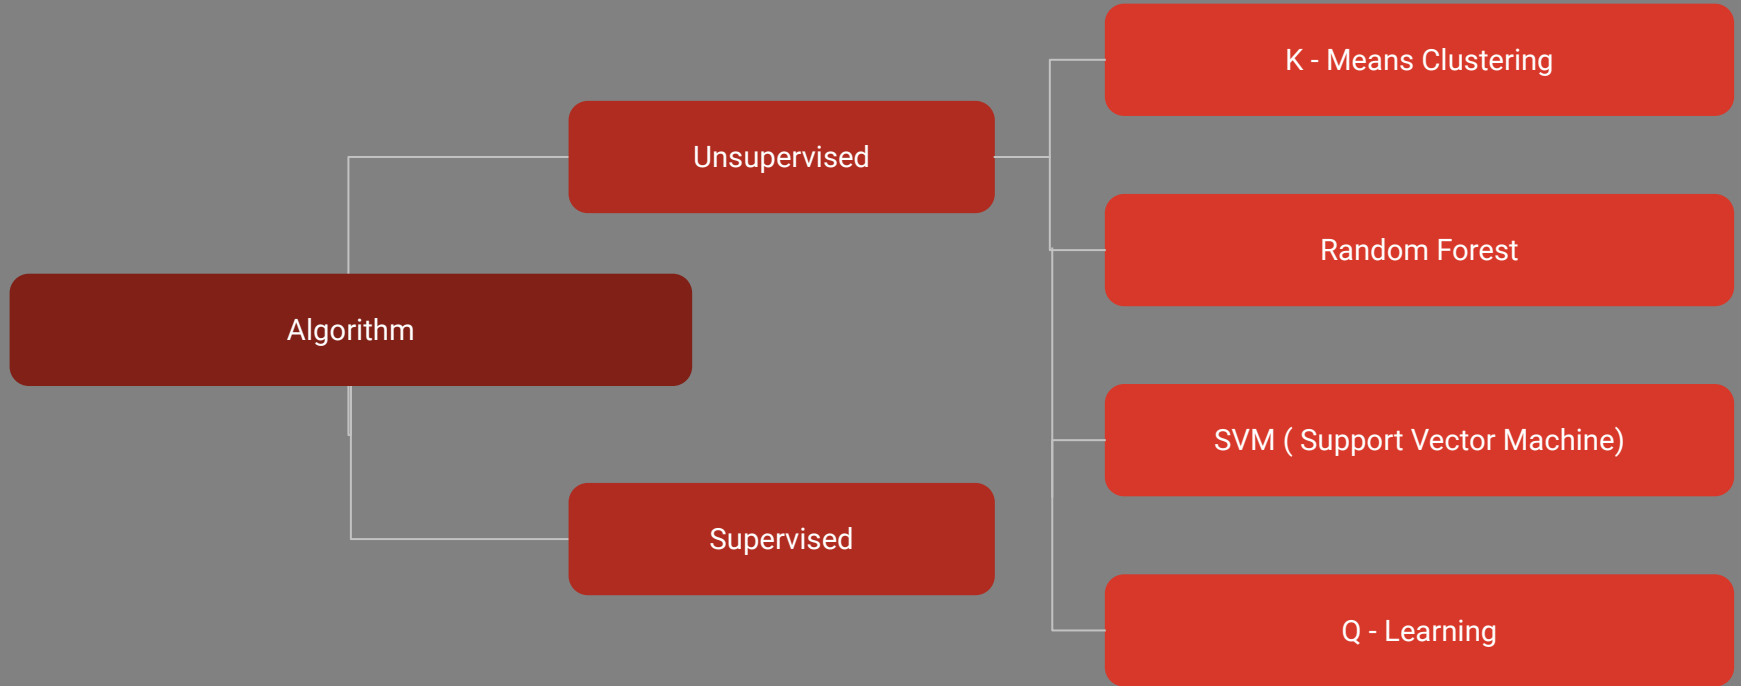 Algorithm
Unsupervised
Supervised
K - Means Clustering
Random Forest
SVM ( Support Vector Machine)
Q - Learning